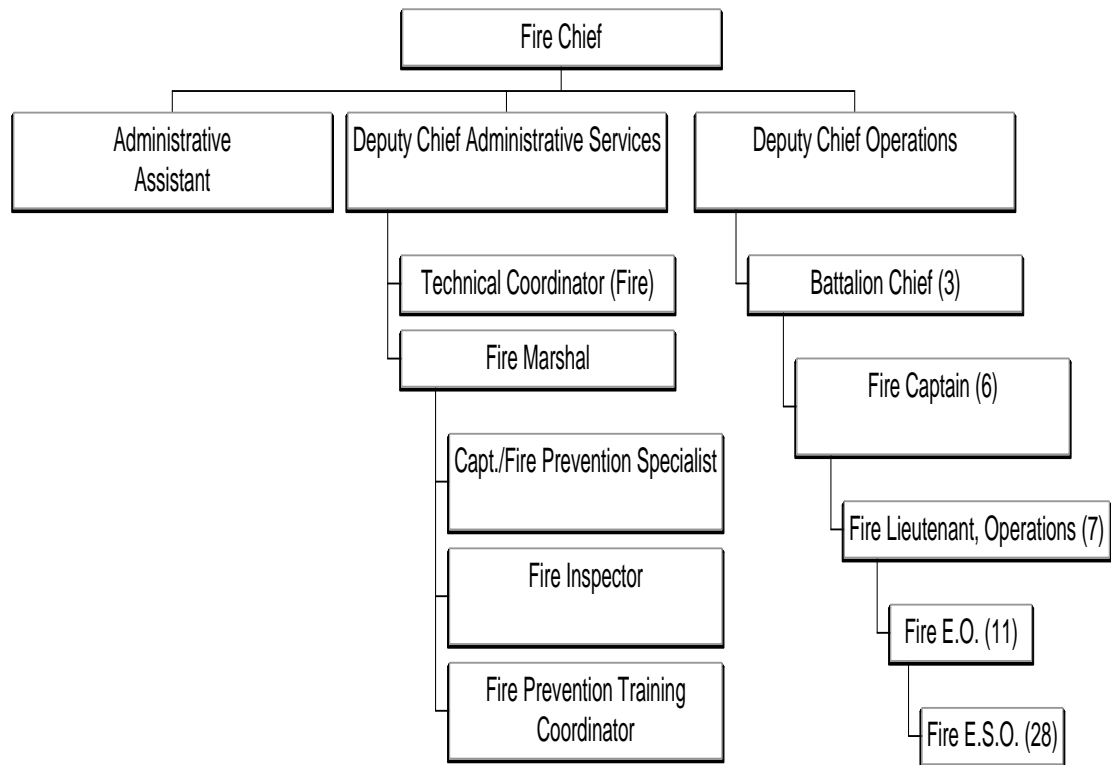 Fire Chief
Administrative
Assistant
Deputy Chief Administrative Services
Deputy Chief Operations
Technical Coordinator (Fire)
Fire Marshal
Capt./Fire Prevention Specialist
Fire Inspector
Fire Prevention Training
Coordinator
Battalion Chief (3)
Fire Captain (6)
Fire Lieutenant, Operations (7)
Fire E.O. (11)
Fire E.S.O. (28)